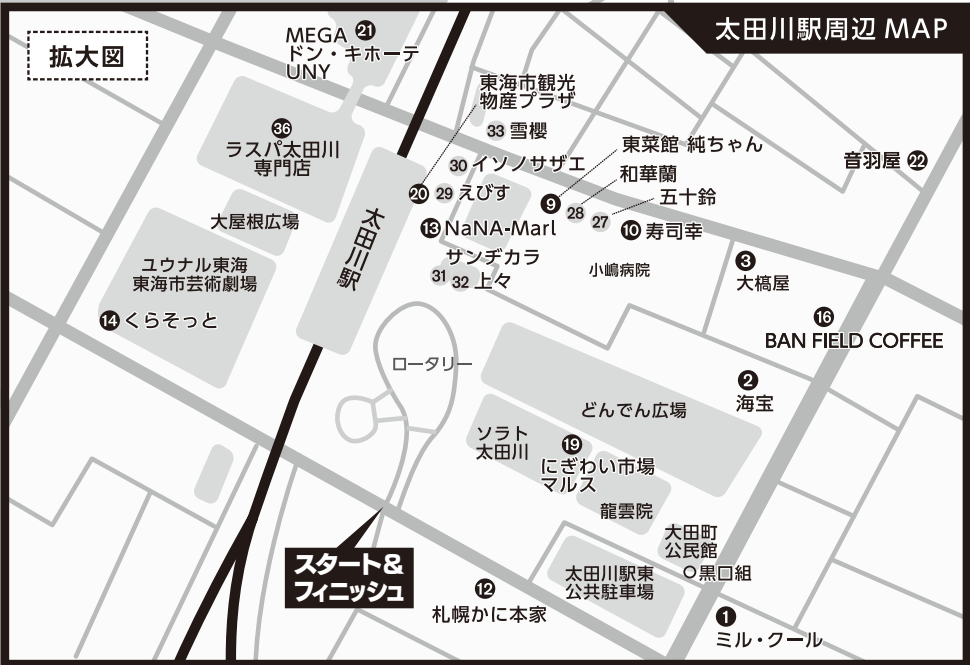 太田川駅周辺 MAP
拡大図
MEGA ㉑
ドン・キホーテ
UNY
東海市観光
物産プラザ
㊱
ラスパ太田川
専門店
㉝ 雪櫻
㉚ イソノサザエ
⑳ ㉙ えびす
東菜館 純ちゃん
⑨
和華蘭
㉘
五十鈴
㉗
音羽屋 ㉒
大屋根広場
太田川駅
⑬ NaNA-Marl
⑩ 寿司幸
サンヂカラ
㉛ ㉜ 上々
小嶋病院
③
大槗屋
ユウナル東海
東海市芸術劇場
⑭ くらそっと
⑯
BAN FIELD COFFEE
ロータリー
②
海宝
どんでん広場
ソラト
太田川
⑲
にぎわい市場
マルス
龍雲院
大田町
公民館
黒口組
太田川駅東
公共駐車場
スタート&
フィニッシュ
⑫
札幌かに本家
①
ミル・クール